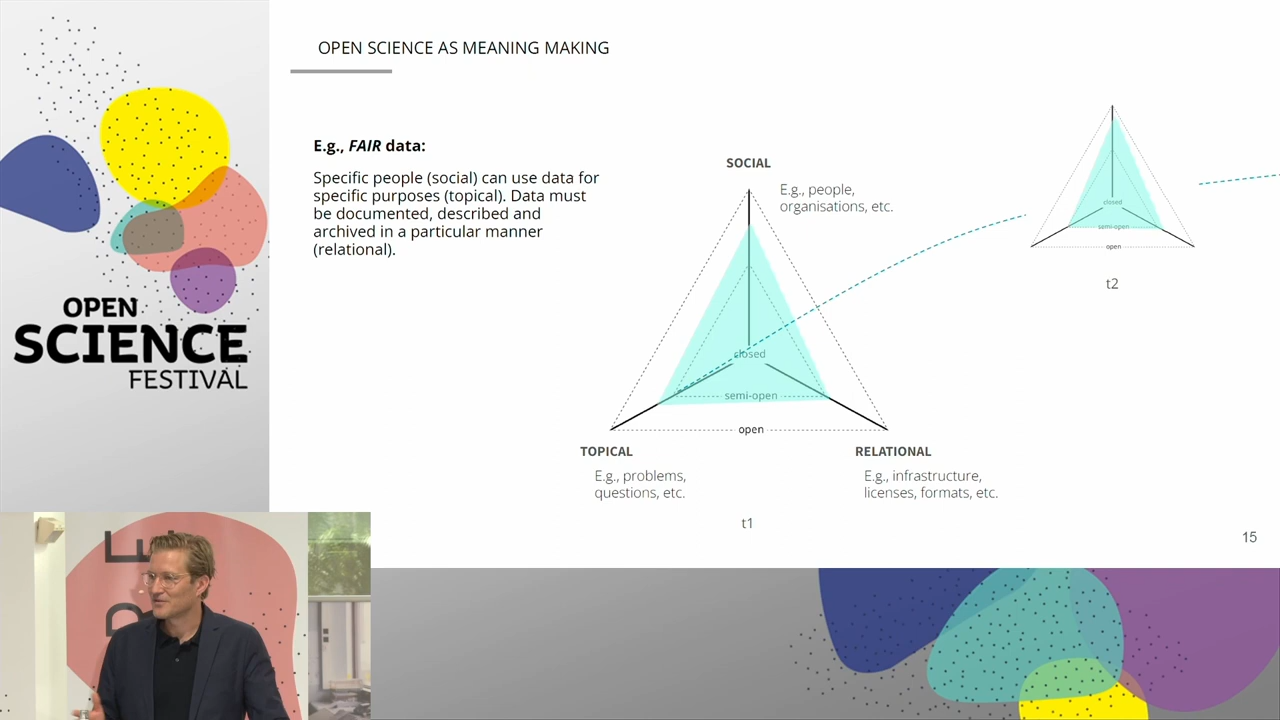 OPEN SCIENCE AS MEANING MAKING
E.g., FAIR data:
Specific people (social) can use data for
specific purposes (topical). Data must
be documented, described and
archived in a particular manner
(relational).
SOCIAL
E.g., people,
organisations, etc.
closed
semi-open
open
TOPICAL
E.g., problems,
questions, etc.
RELATIONAL
E.g., infrastructure,
licenses, formats, etc.
t1
closed
semi-open
open
t2
15
OPEN
SCIENCE
FESTIVAL